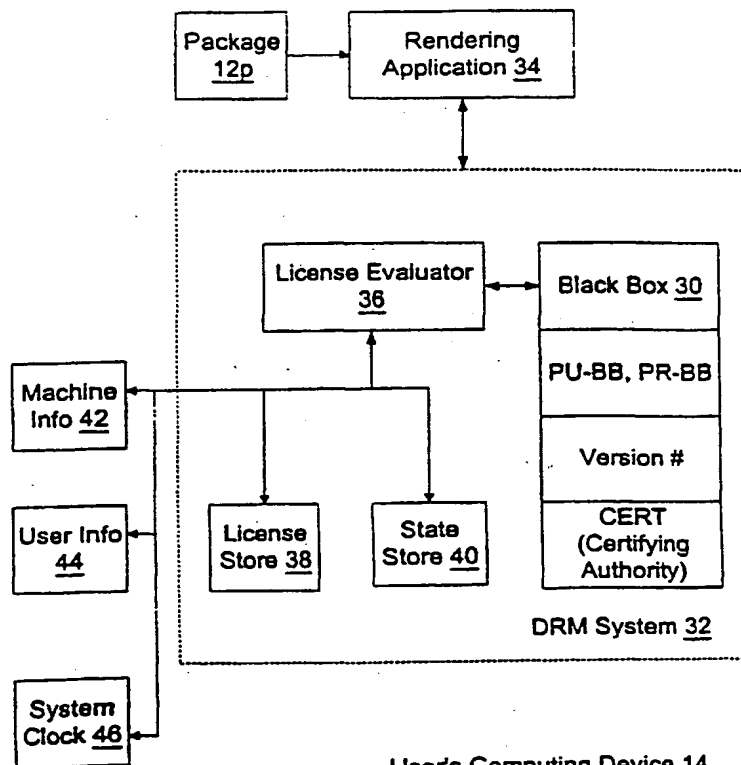 Package
12p
Rendering
Application 34
License Evaluator
36
Black Box 30
PU-BB, PR-BB
Version #
CERT
(Certifying
Authority)
Machine
Info 42
User Info
44
License
Store 38
State
Store 40
DRM System 32
System
Clock 46
User's Computing Device 14